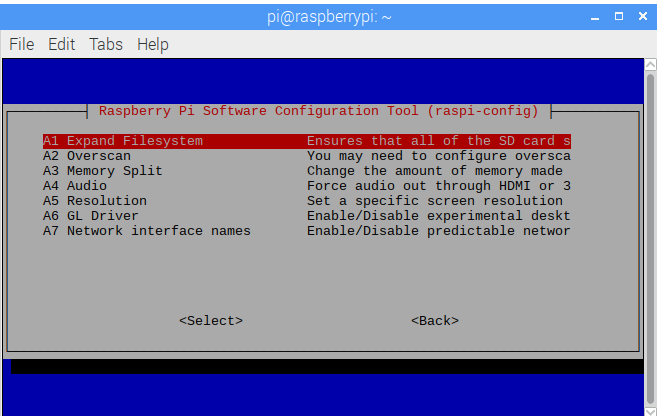 pi@raspberrypi: ~
File Edit Tabs Help
Raspberry Pi Software Configuration Tool (raspi-config)
A1 Expand Filesystem Ensures that all of the SD card s
A2 Overscan You may need to configure oversca
A3 Memory Split Change the amount of memory made
A4 Audio Force audio out through HDMI or 3
A5 Resolution Set a specific screen resolution
A6 GL Driver Enable/Disable experimental deskt
A7 Network interface names Enable/Disable predictable networ
<Select> <Back>